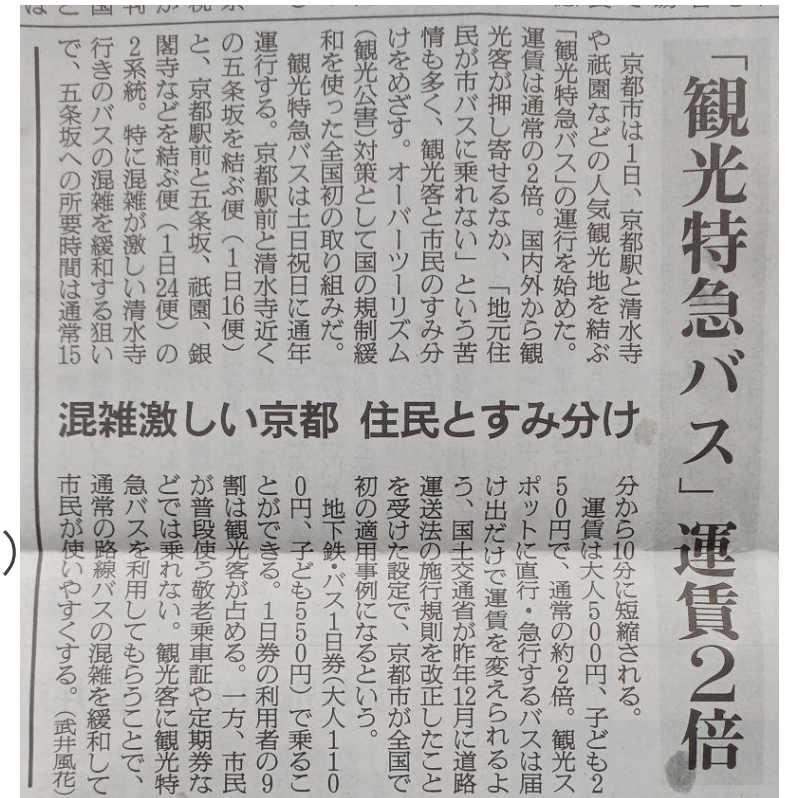 「観光特急バス」運賃2倍
混雑激しい京都 住民とすみ分け
京都市は1日、京都駅と清水寺
や祇園などの人気観光地を結ぶ
「観光特急バス」の運行を始めた。
運賃は通常の2倍。国内外から観
光客が押し寄せるなか、「地元住
民が市バスに乗れない」という苦
情も多く、観光客と市民のすみ分
けをめざす。オーバーツーリズム
(観光公害)対策として国の規制緩
和を使った全国初の取り組みだ。
観光特急バスは土日祝日に通年
運行する。京都駅前と清水寺近く
の五条坂を結ぶ便(1日16便)
と、京都駅前と五条坂、祇園、銀
閣寺などを結ぶ便(1日24便)の
2系統。特に混雑が激しい清水寺
行きのバスの混雑を緩和する狙い
で、五条坂への所要時間は通常15
分から10分に短縮される。
運賃は大人500円、子ども2
50円で、通常の約2倍。観光ス
ポットに直行・急行するバスは届
け出だけで運賃を変えられるよ
う、国土交通省が昨年12月に道路
運送法の施行規則を改正したこと
を受けた設定で、京都市が全国で
初の適用事例になるという。
地下鉄・バス1日券(大人110
0円、子ども550円)で乗るこ
とができる。1日券の利用者の9
割は観光客が占める。一方、市民
が普段使う敬老乗車証や定期券な
どでは乗れない。観光客に観光特
急バスを利用してもらうことで、
通常の路線バスの混雑を緩和して
市民が使いやすくする。(武井風花)